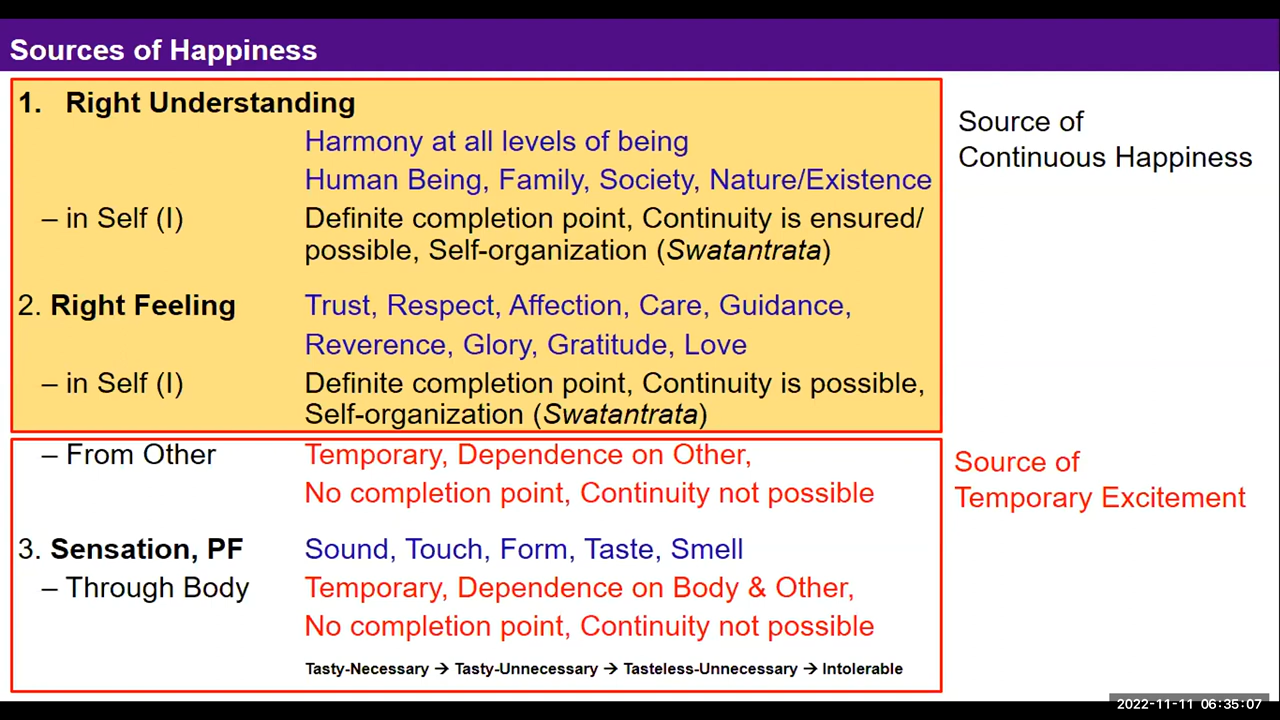 Sources of Happiness
1. Right Understanding
Harmony at all levels of being
Human Being, Family, Society, Nature/Existence
– in Self (I) Definite completion point, Continuity is ensured/
possible, Self-organization (Swatantrata)
Source of
Continuous Happiness
2. Right Feeling Trust, Respect, Affection, Care, Guidance,
Reverence, Glory, Gratitude, Love
– in Self (I) Definite completion point, Continuity is possible,
Self-organization (Swatantrata)
– From Other Temporary, Dependence on Other,
No completion point, Continuity not possible
Source of
Temporary Excitement
3. Sensation, PF Sound, Touch, Form, Taste, Smell
– Through Body Temporary, Dependence on Body & Other,
No completion point, Continuity not possible
Tasty-Necessary → Tasty-Unnecessary → Tasteless-Unnecessary → Intolerable
2022-11-11 06:35:07